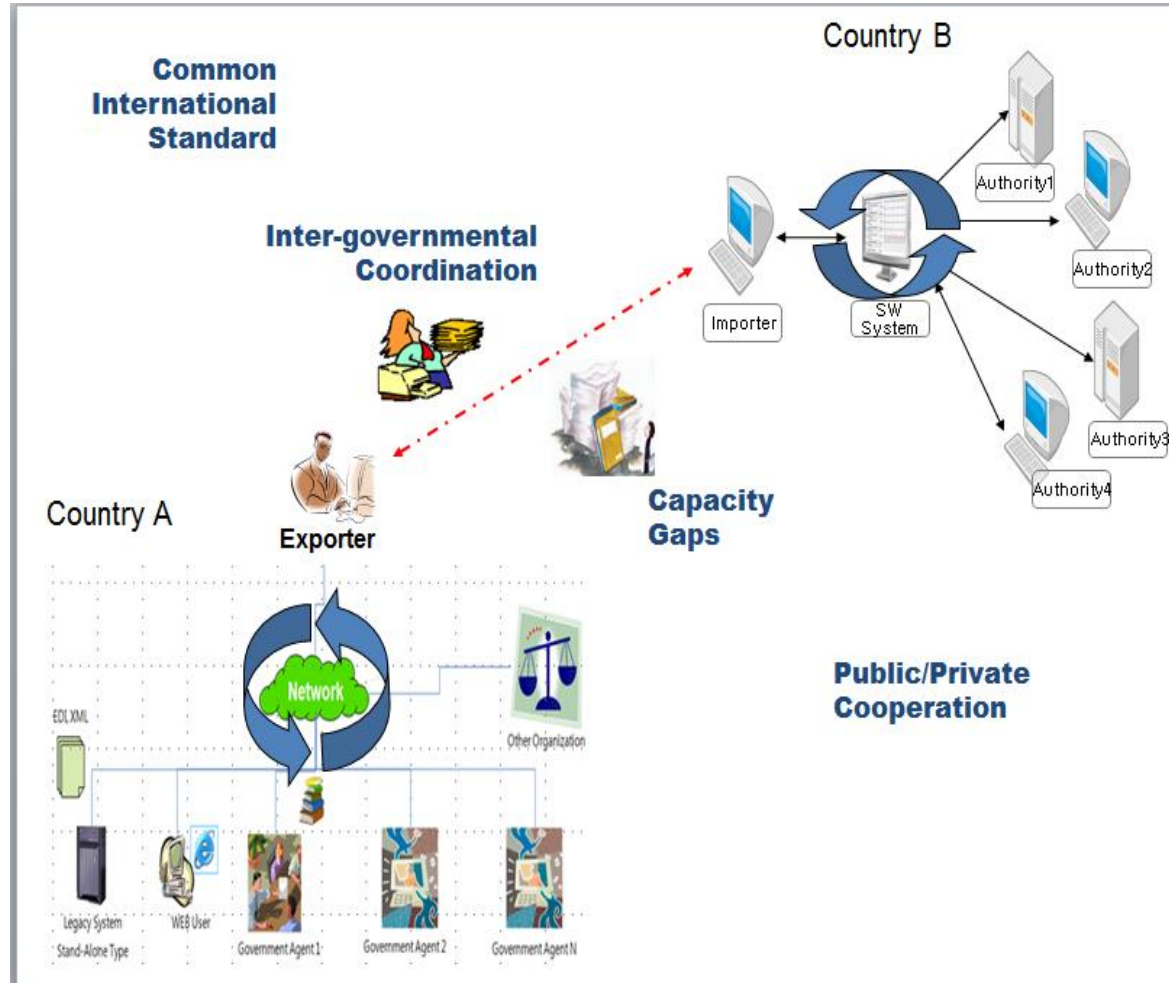 Country B
Common
International
Standard
Authority1
Inter-governmental
Coordination
Authority2
Importer
SW
System
Authority3
Authority4
Capacity
Gaps
Country A
Exporter
Network
Public/Private
Cooperation
EDI, XML
Other Organization
Legacy System
Stand-Alone Type
WEB User
Government Agent 1
Government Agent 2
Government Agent N